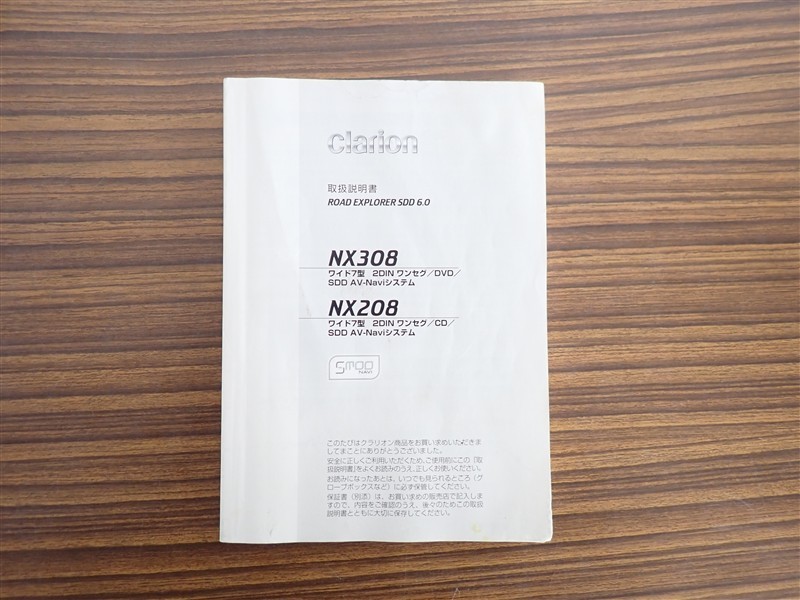 clarion
取扱説明書
ROAD EXPLORER SDD 6.0
NX308
ワイド7型 2DIN ワンセグ/DVD/
SDD AV-Naviシステム
NX208
ワイド7型 2DIN ワンセグ/CD/
SDD AV-Naviシステム
Smoo
NAVI
このたびはクラリオン商品をお買い求めいただきま
してまことにありがとうございました。
安全に正しくご利用いただくため、ご使用前にこの「取
扱説明書」をよくお読みのうえ、正しくお使いください。
お読みになったあとは、いつでも見られるところ(グ
ローブボックスなど)に必ず保管してください。
保証書(別添)は、お買い求めの販売店で記入しま
すので、内容をご確認のうえ、後々のためこの取扱
説明書とともに大切に保存してください。